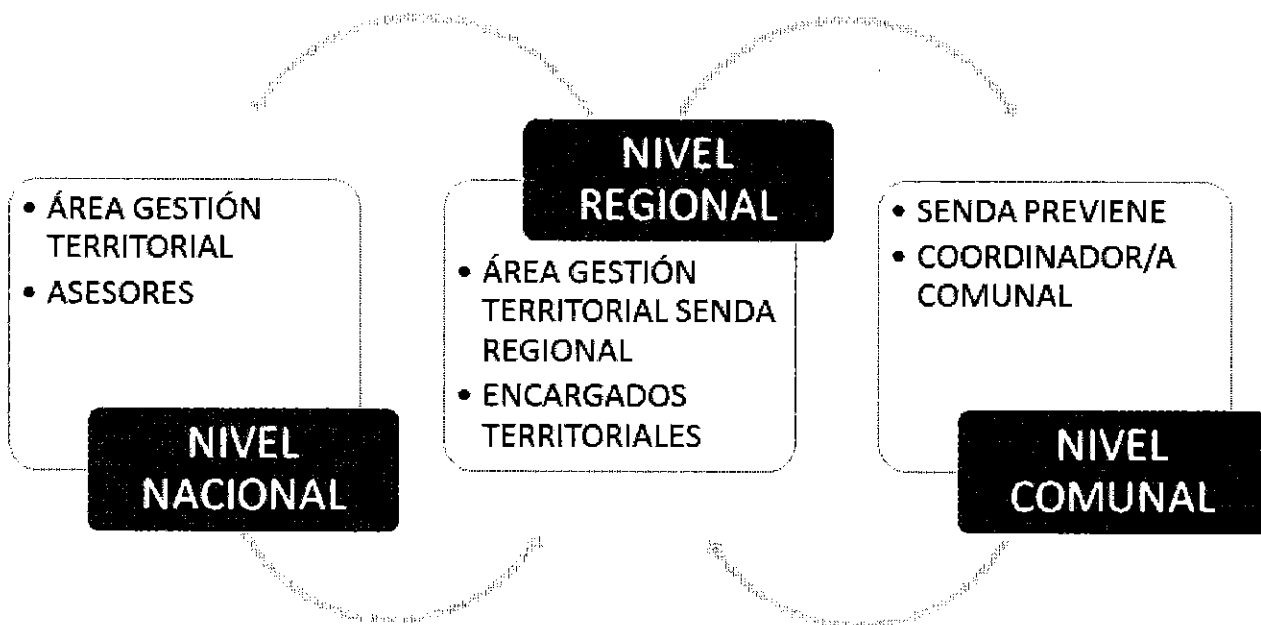 • ÁREA GESTIÓN
TERRITORIAL
• ASESORES
NIVEL
NACIONAL
NIVEL
REGIONAL
• ÁREA GESTIÓN
TERRITORIAL SENDA
REGIONAL
• ENCARGADOS
TERRITORIALES
• SENDA PREVIENE
• COORDINADOR/A
COMUNAL
NIVEL
COMUNAL